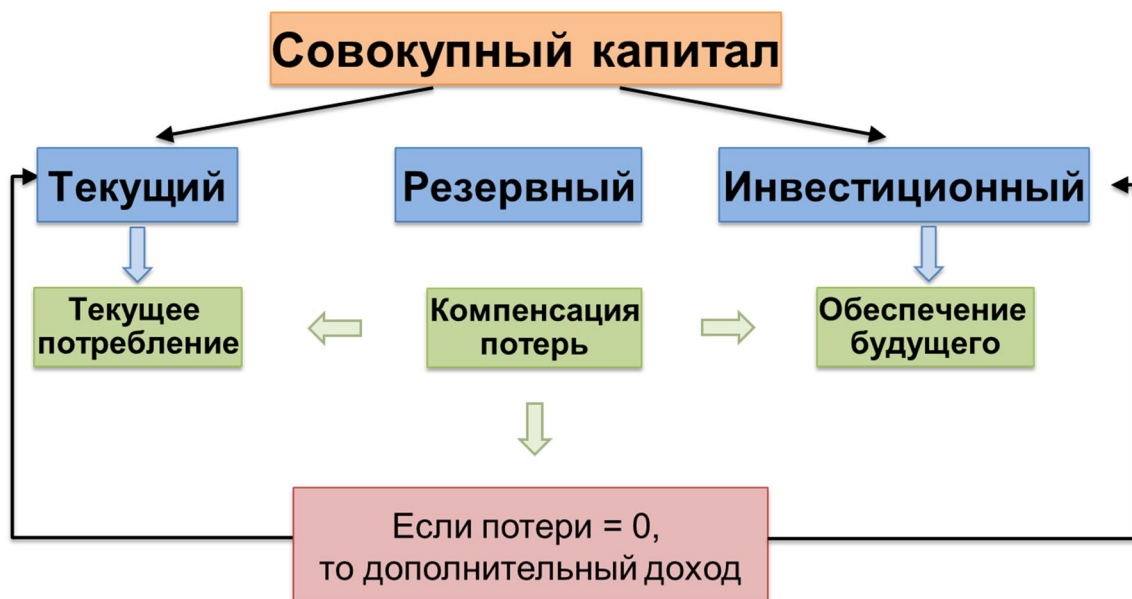 Совокупный капитал
Текущий
Резервный
Инвестиционный
Текущее
потребление
Компенсация
потерь
Обеспечение
будущего
Если потери = 0,
то дополнительный доход